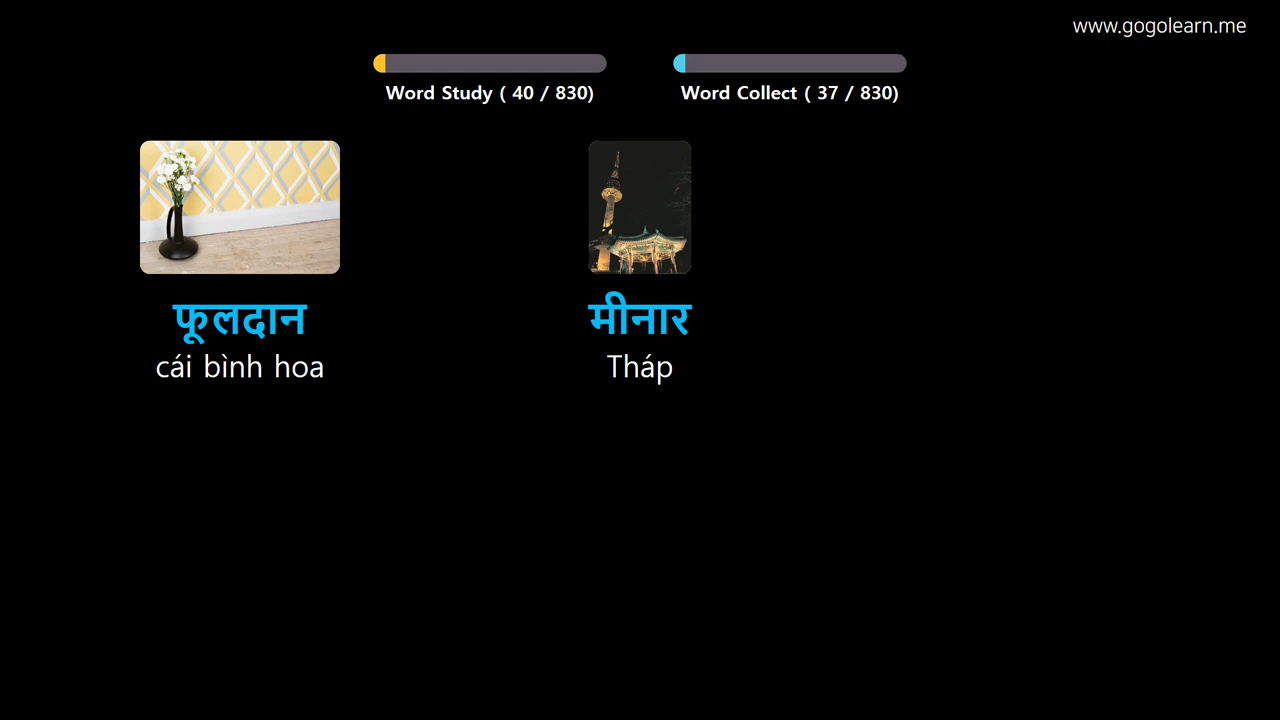 www.gogolearn.me
Word Study ( 40 / 830)
Word Collect ( 37 / 830)
फूलदान
cái bình hoa
मीनार
Tháp